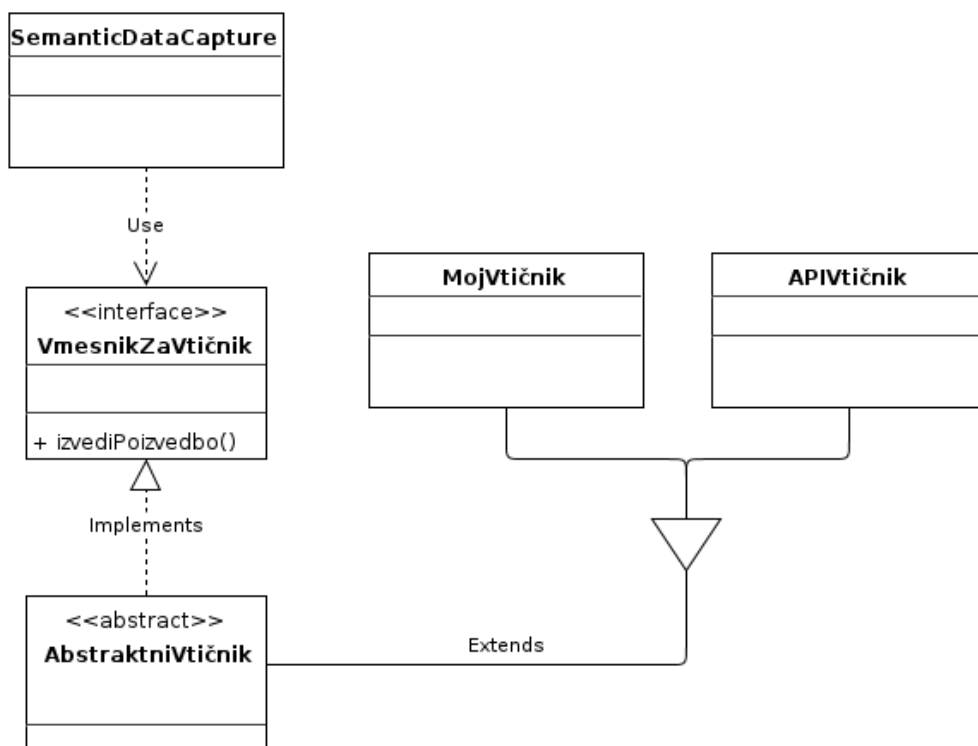 SemanticDataCapture
Use
<<interface>>
VmesnikZaVtičnik
+ izvediPoizvedbo()
MojVtičnik
APIVtičnik
Implements
<<abstract>>
AbstraktniVtičnik
Extends